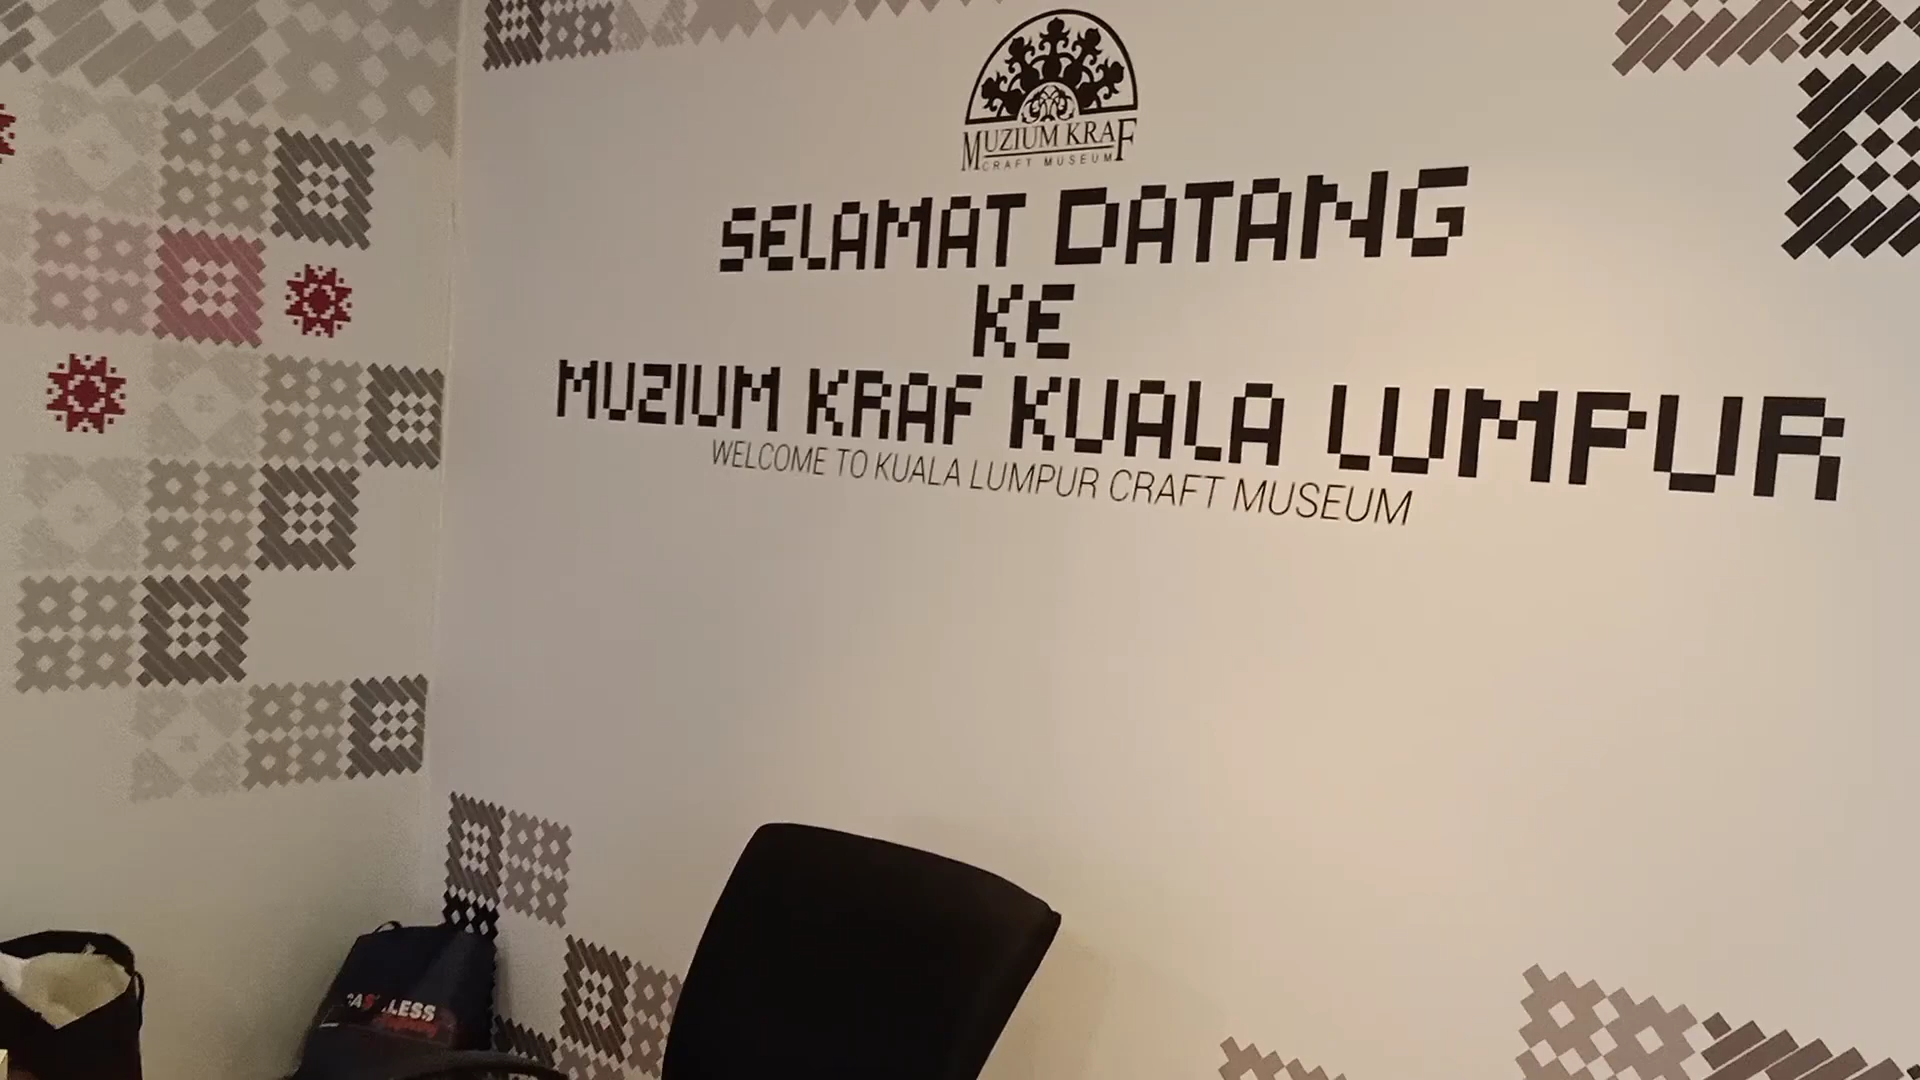 MUZIUM KRAF
CRAFT MUSEUM
SELAMAT DATANG
KE
MUZIUM KRAF KUALA LUMPUR
WELCOME TO KUALA LUMPUR CRAFT MUSEUM